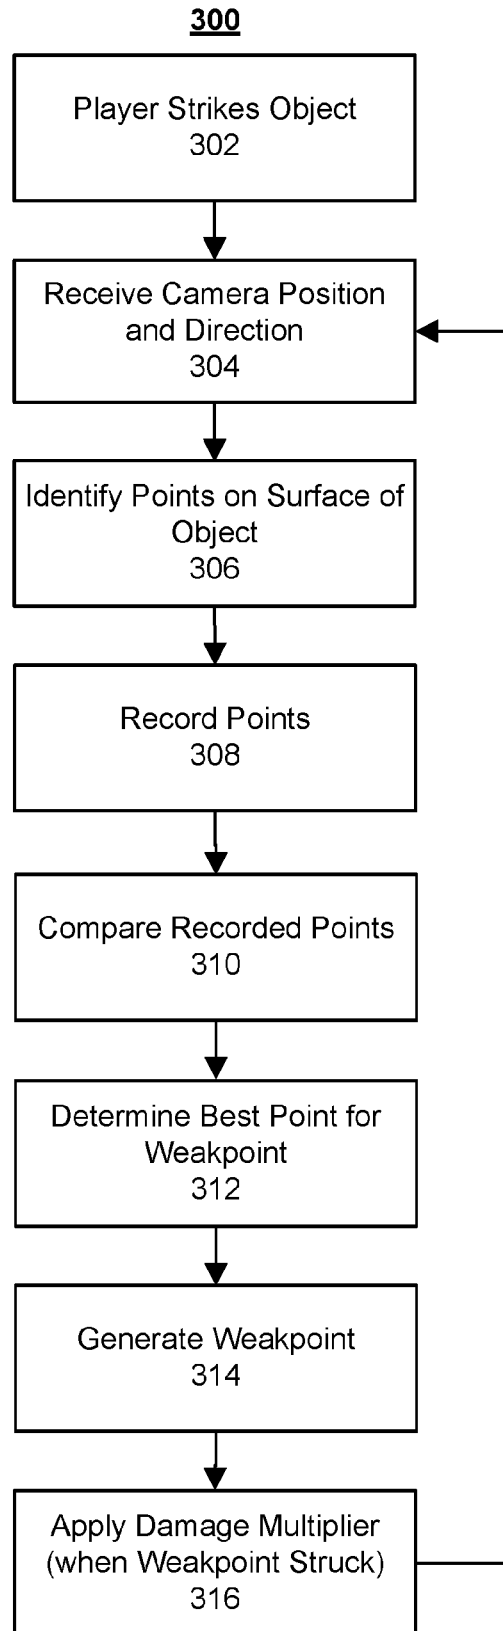 300
Player Strikes Object
302
Receive Camera Position
and Direction
304
Identify Points on Surface of
Object
306
Record Points
308
Compare Recorded Points
310
Determine Best Point for
Weakpoint
312
Generate Weakpoint
314
Apply Damage Multiplier
(when Weakpoint Struck)
316